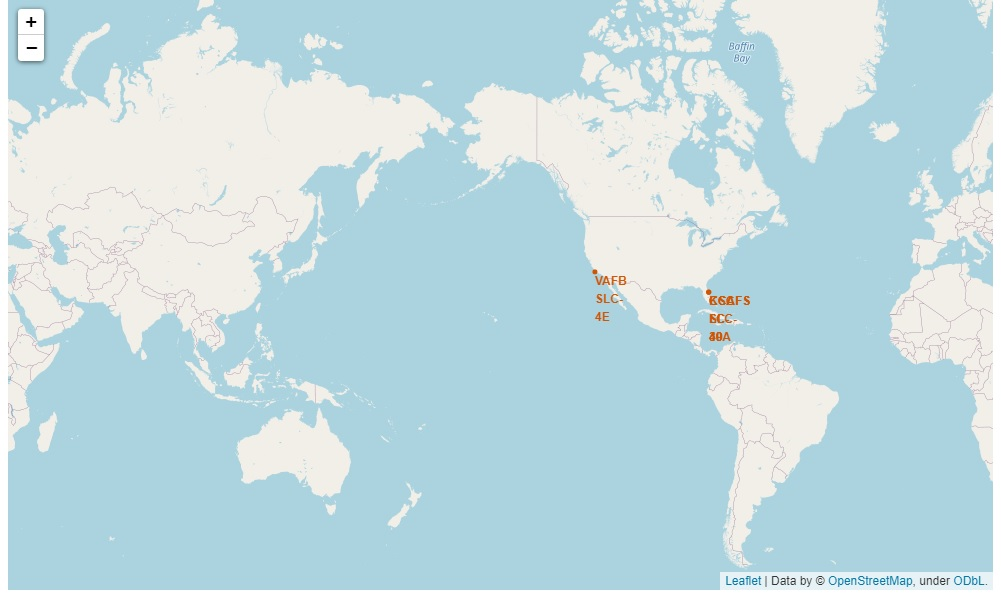 +
−
Baffin
Bay
VAFB
SLC-
4E
Leaflet | Data by © OpenStreetMap, under ODbL.